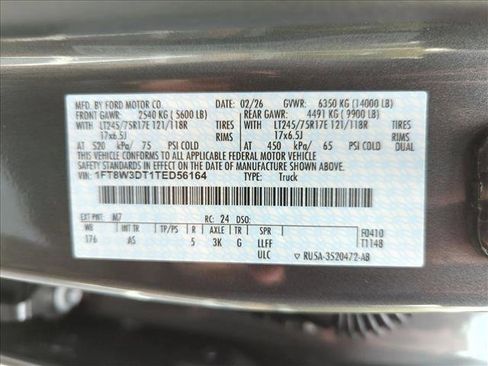 MFD. BY FORD MOTOR CO. 02/26 GVWR: 6350 KG (14000 LB)
FRONT GAWR: 2540 KG (5600 LB) REAR GAWR: 4491 KG (9900 LB)
WITH LT245/75R17E 121/118R TIRES WITH LT245/75R17E 121/118R TIRES
17x6.5J RIMS 17x6.5J RIMS
AT 520 kPa/ 75 PSI COLD AT 450 kPa/ 65 PSI COLD DUAL
THIS VEHICLE CONFORMS TO ALL APPLICABLE FEDERAL MOTOR VEHICLE
SAFETY STANDARDS IN EFFECT ON THE DATE OF MANUFACTURE SHOWN ABOVE.
VIN: 1FT8W3DT1TED56164 TYPE: Truck
EXT PNT: M7 RC: 24 DSO:
WB INT TR TP/PS R AXLE TR SPR F0410
176 AS 5 3K G LLFF T1148
ULC ▽ RU5A-3520472-AB